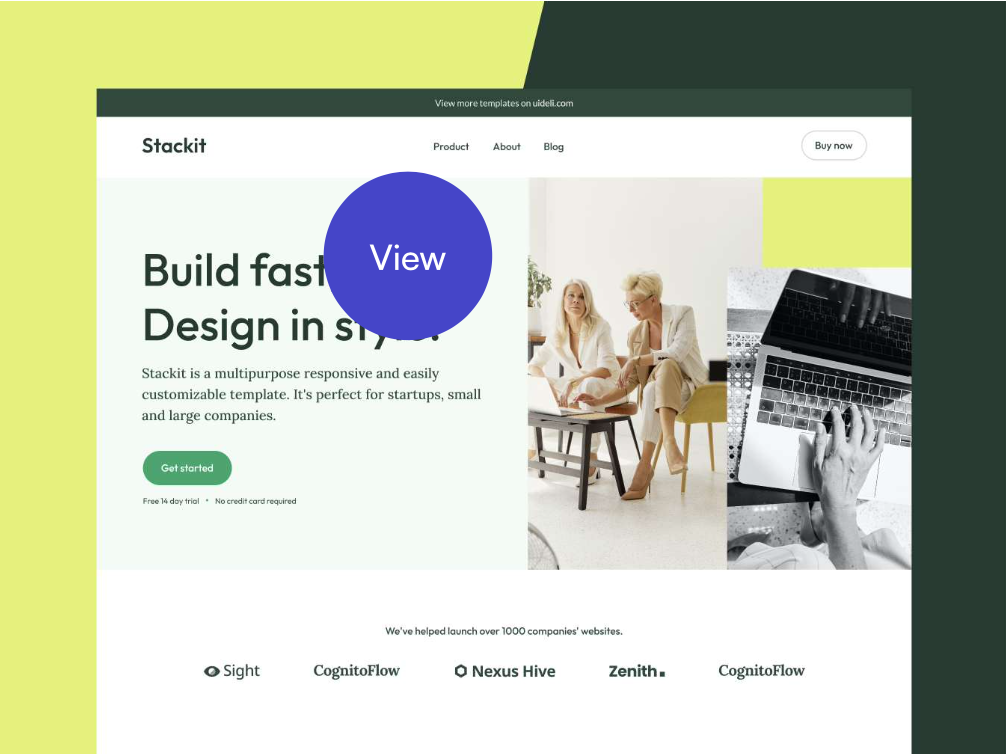 View more templates on uideli.com
Stackit
Product About Blog
Buy now
View
Build fast
Design in
Stackit is a multipurpose responsive and easily
customizable template. It's perfect for startups, small
and large companies.
Get started
Free 14 day trial • No credit card required
We've helped launch over 1000 companies' websites.
Sight CognitoFlow Nexus Hive Zenith CognitoFlow